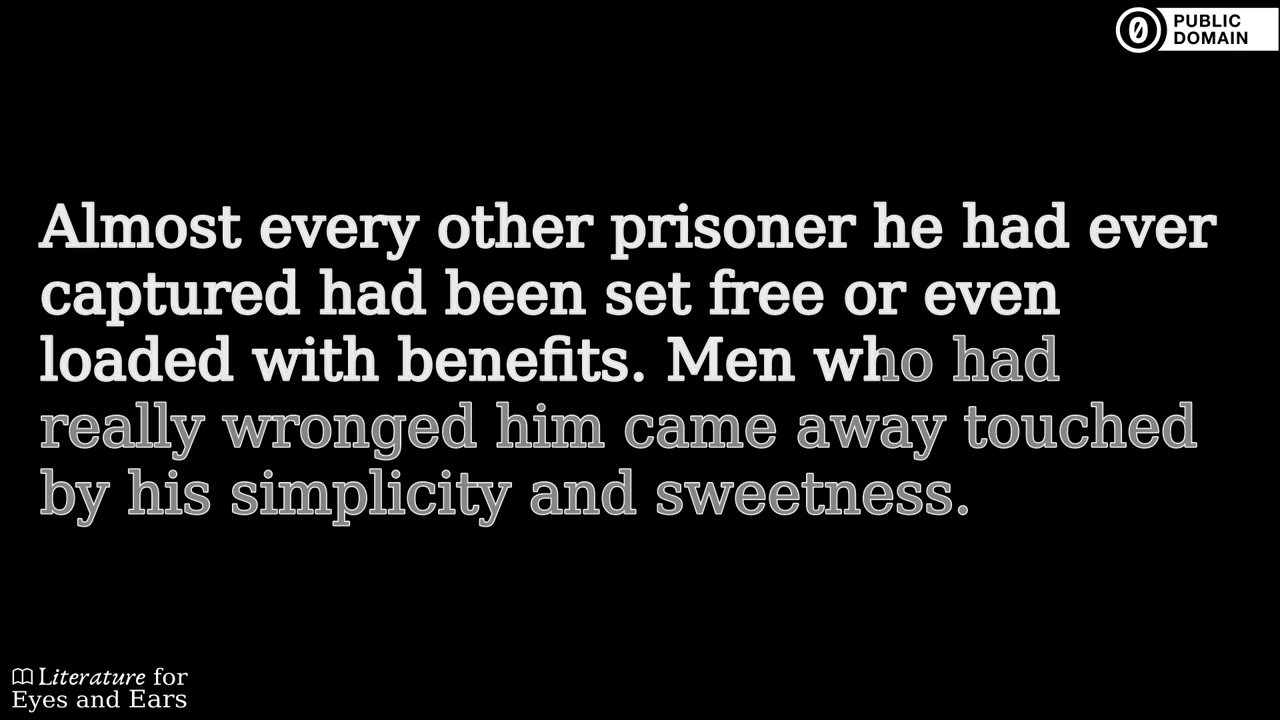 PUBLIC
DOMAIN
Almost every other prisoner he had ever
captured had been set free or even
loaded with benefits. Men who had
really wronged him came away touched
by his simplicity and sweetness.
Literature for
Eyes and Ears